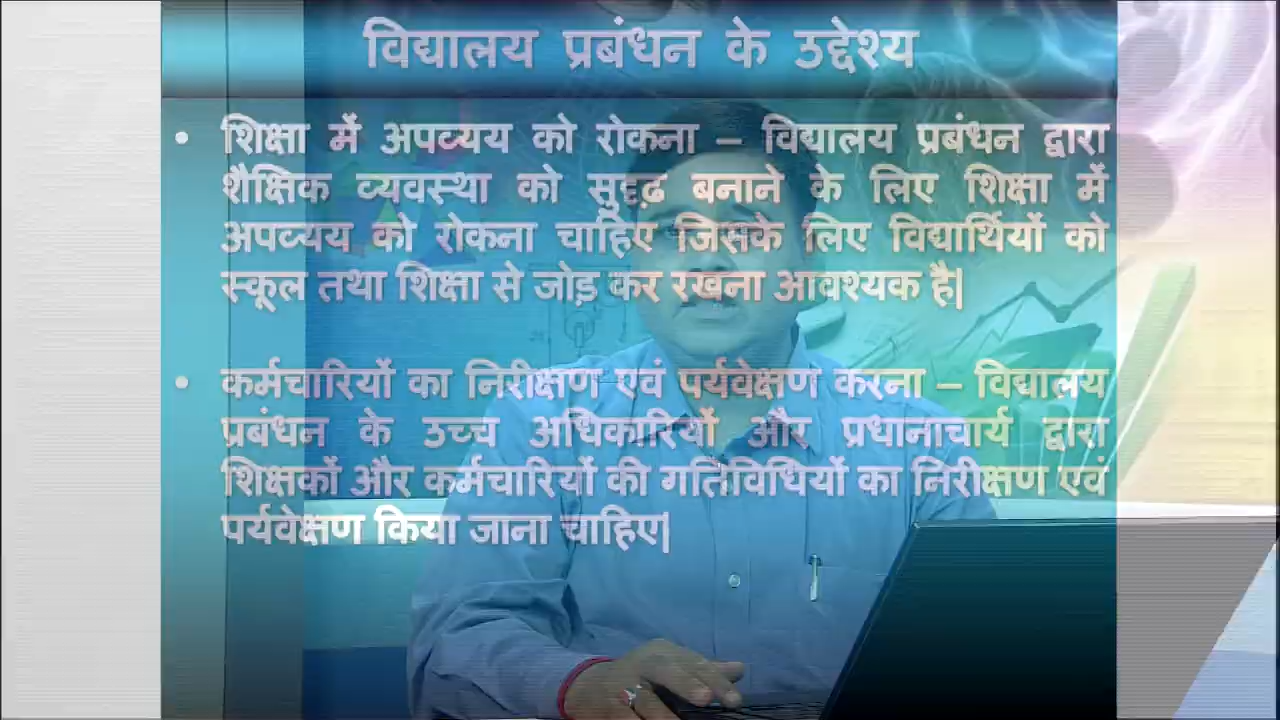 विद्यालय प्रबंधन के उद्देश्य
• शिक्षा में अपव्यय को रोकना – विद्यालय प्रबंधन द्वारा
शैक्षिक व्यवस्था को सुदृढ़ बनाने के लिए शिक्षा में
अपव्यय को रोकना चाहिए जिसके लिए विद्यार्थियों को
स्कूल तथा शिक्षा से जोड़ कर रखना आवश्यक है|
• कर्मचारियों का निरीक्षण एवं पर्यवेक्षण करना – विद्यालय
प्रबंधन के उच्च अधिकारियों और प्रधानाचार्य द्वारा
शिक्षकों और कर्मचारियों की गतिविधियों का निरीक्षण एवं
पर्यवेक्षण किया जाना चाहिए|